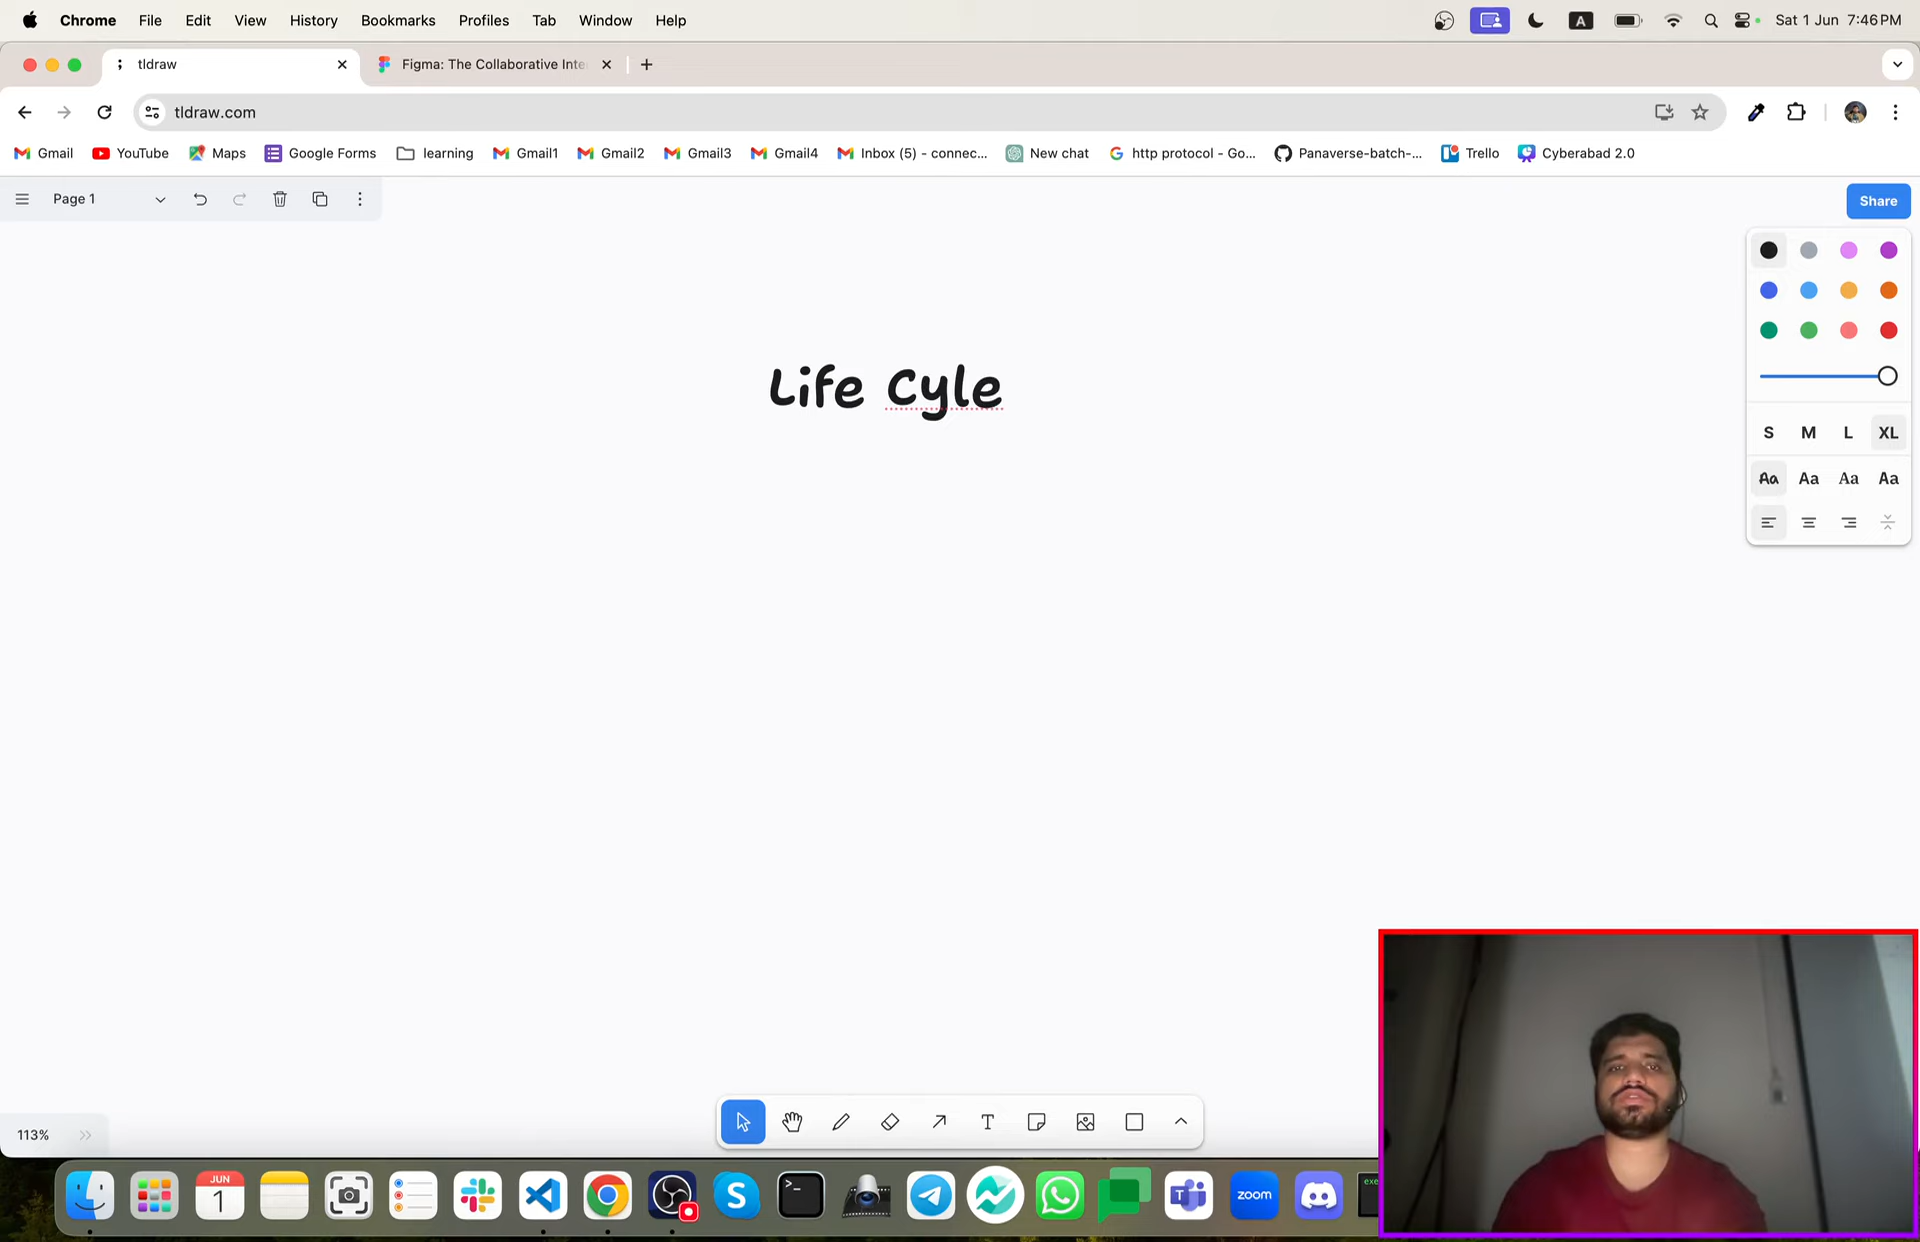 Chrome File Edit View History Bookmarks Profiles Tab Window Help A Sat 1 Jun 7:46 PM
tldraw Figma: The Collaborative Inte
tldraw.com
Gmail YouTube Maps Google Forms learning Gmail1 Gmail2 Gmail3 Gmail4 Inbox (5) - connec... New chat http protocol - Go... Panaverse-batch-... Trello Cyberabad 2.0
Page 1 Share
Life Cyle
S M L XL
Aa Aa Aa Aa
T
113%
JUN
1 S >_ T zoom exe